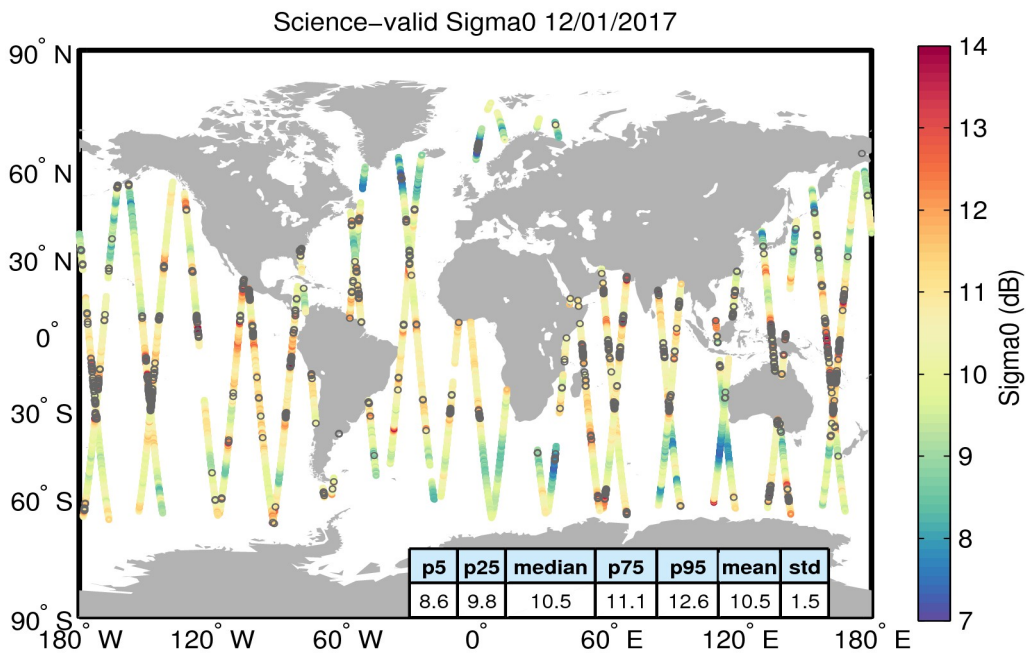 Science−valid Sigma0 12/01/2017
90° N
60° N
30° N
0°
30° S
60° S
90° S
180° W
120° W
60° W
0°
60° E
120° E
180° E
p5 p25 median p75 p95 mean std
8.6 9.8 10.5 11.1 12.6 10.5 1.5
14
13
12
11
10
9
8
7
Sigma0 (dB)